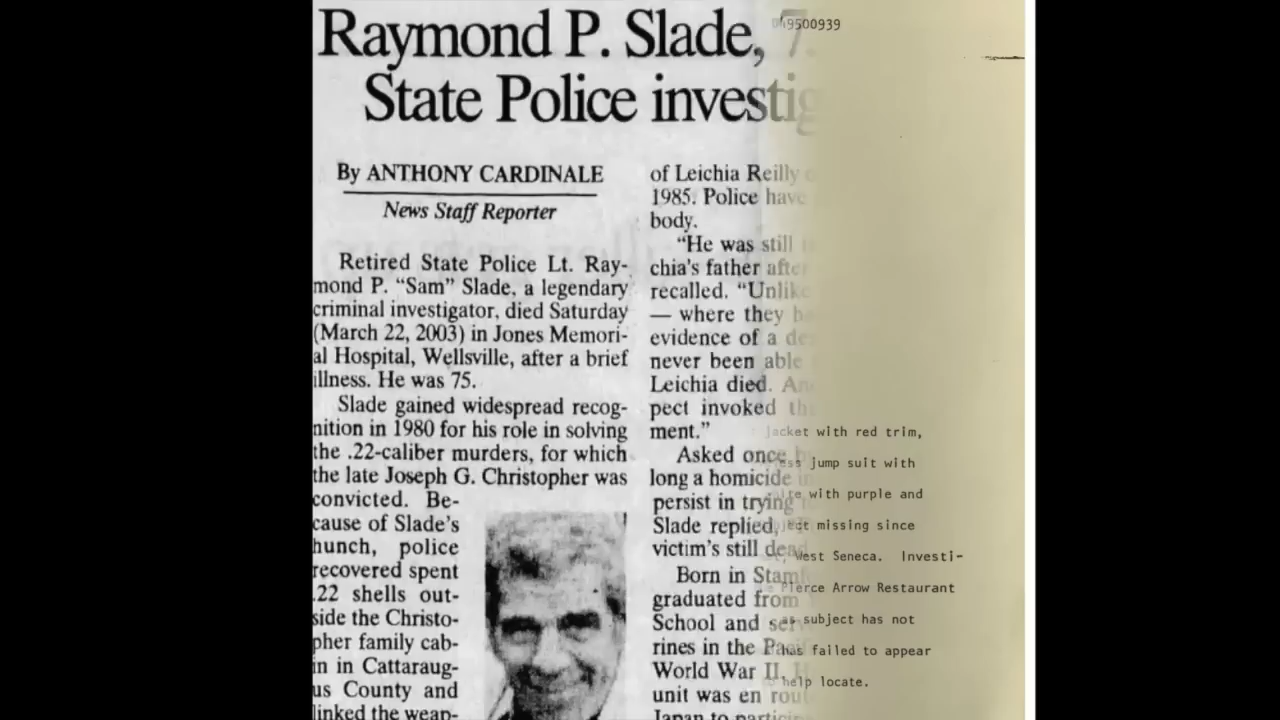 Raymond P. Slade,
State Police investig
By ANTHONY CARDINALE
News Staff Reporter
Retired State Police Lt. Ray-
mond P. “Sam” Slade, a legendary
criminal investigator, died Saturday
(March 22, 2003) in Jones Memori-
al Hospital, Wellsville, after a brief
illness. He was 75.
Slade gained widespread recog-
nition in 1980 for his role in solving
the .22-caliber murders, for which
the late Joseph G. Christopher was
convicted. Be-
cause of Slade's
hunch, police
recovered spent
.22 shells out-
side the Christo-
pher family cab-
in in Cattaraug-
us County and
linked the weap-
of Leichia Reilly
1985. Police have
body.
“He was still
chia's father after
recalled. “Unlike
— where they
evidence of a
never been able
Leichia died.
pect invoked
ment.”
Asked once
long a homicide
persist in trying
Slade replied,
victim's still dead
Born in
graduated from
School and
rines in the
World War II,
unit was en
Japan to
9500939
jacket with red trim,
jump suit with
with purple and
missing since
West Seneca. Investi-
Pierce Arrow Restaurant
subject has not
has failed to appear
help locate.